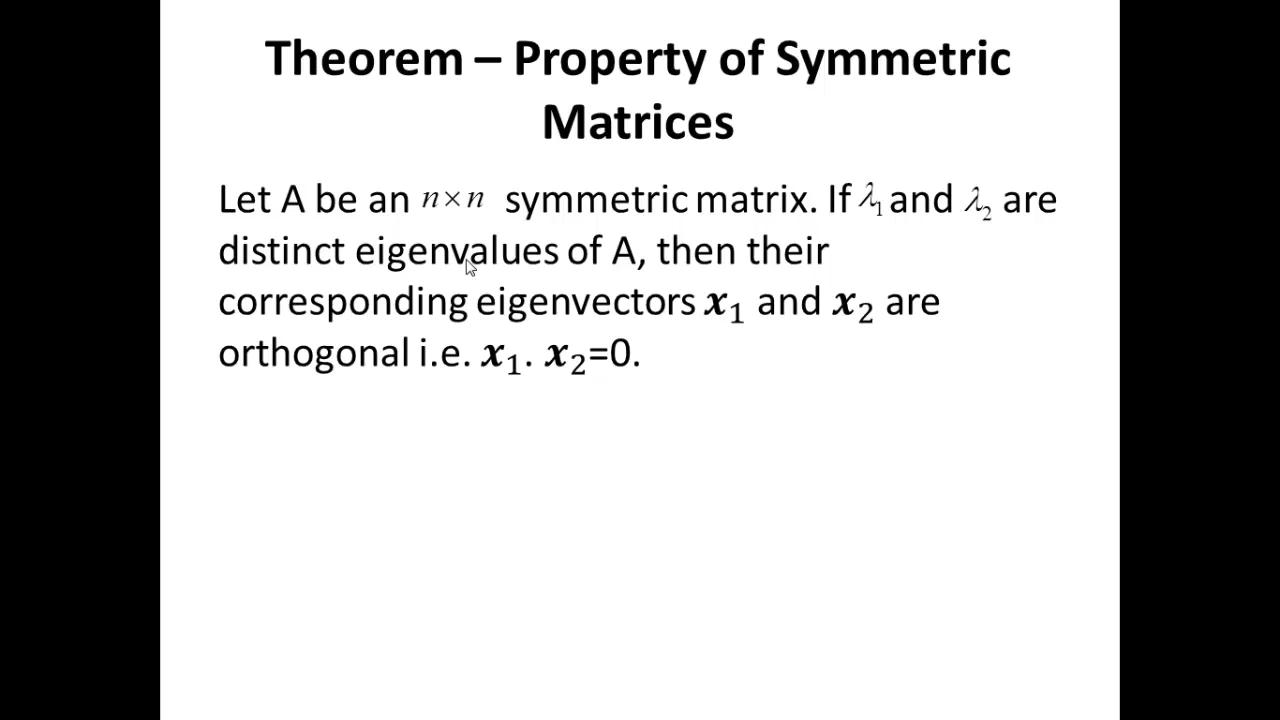 Theorem – Property of Symmetric
Matrices
Let A be an n×n symmetric matrix. If λ₁ and λ₂ are
distinct eigenvalues of A, then their
corresponding eigenvectors 𝒙₁ and 𝒙₂ are
orthogonal i.e. 𝒙₁. 𝒙₂=0.